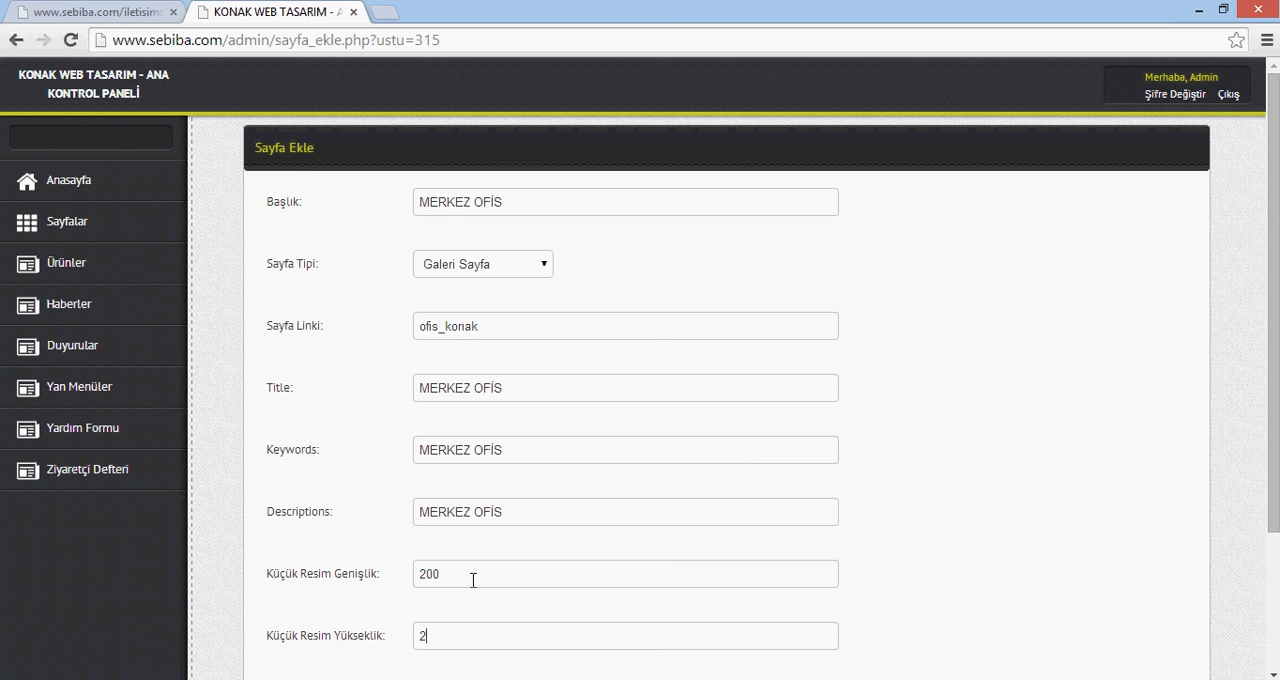 www.sebiba.com/iletisim
KONAK WEB TASARIM - A
www.sebiba.com/admin/sayfa_ekle.php?ustu=315
KONAK WEB TASARIM - ANA
KONTROL PANELİ
Merhaba, Admin
Şifre Değiştir Çıkış
Anasayfa
Sayfalar
Ürünler
Haberler
Duyurular
Yan Menüler
Yardım Formu
Ziyaretçi Defteri
Sayfa Ekle
Başlık: MERKEZ OFİS
Sayfa Tipi: Galeri Sayfa
Sayfa Linki: ofis_konak
Title: MERKEZ OFİS
Keywords: MERKEZ OFİS
Descriptions: MERKEZ OFİS
Küçük Resim Genişlik: 200
Küçük Resim Yükseklik: 2